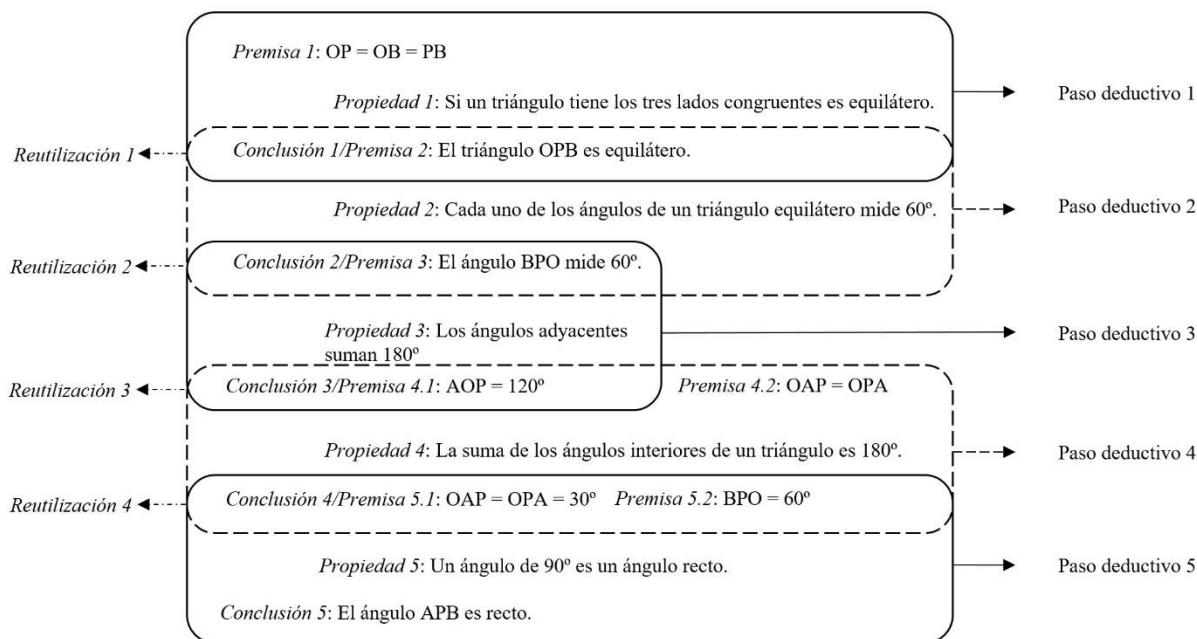 Premisa 1: OP = OB = PB
Propiedad 1: Si un triángulo tiene los tres lados congruentes es equilátero.
Paso deductivo 1
Reutilización 1
Conclusión 1/Premisa 2: El triángulo OPB es equilátero.
Propiedad 2: Cada uno de los ángulos de un triángulo equilátero mide 60º.
Paso deductivo 2
Reutilización 2
Conclusión 2/Premisa 3: El ángulo BPO mide 60º.
Propiedad 3: Los ángulos adyacentes
suman 180º
Paso deductivo 3
Reutilización 3
Conclusión 3/Premisa 4.1: AOP = 120º
Premisa 4.2: OAP = OPA
Propiedad 4: La suma de los ángulos interiores de un triángulo es 180º.
Paso deductivo 4
Reutilización 4
Conclusión 4/Premisa 5.1: OAP = OPA = 30º
Premisa 5.2: BPO = 60º
Propiedad 5: Un ángulo de 90º es un ángulo recto.
Paso deductivo 5
Conclusión 5: El ángulo APB es recto.